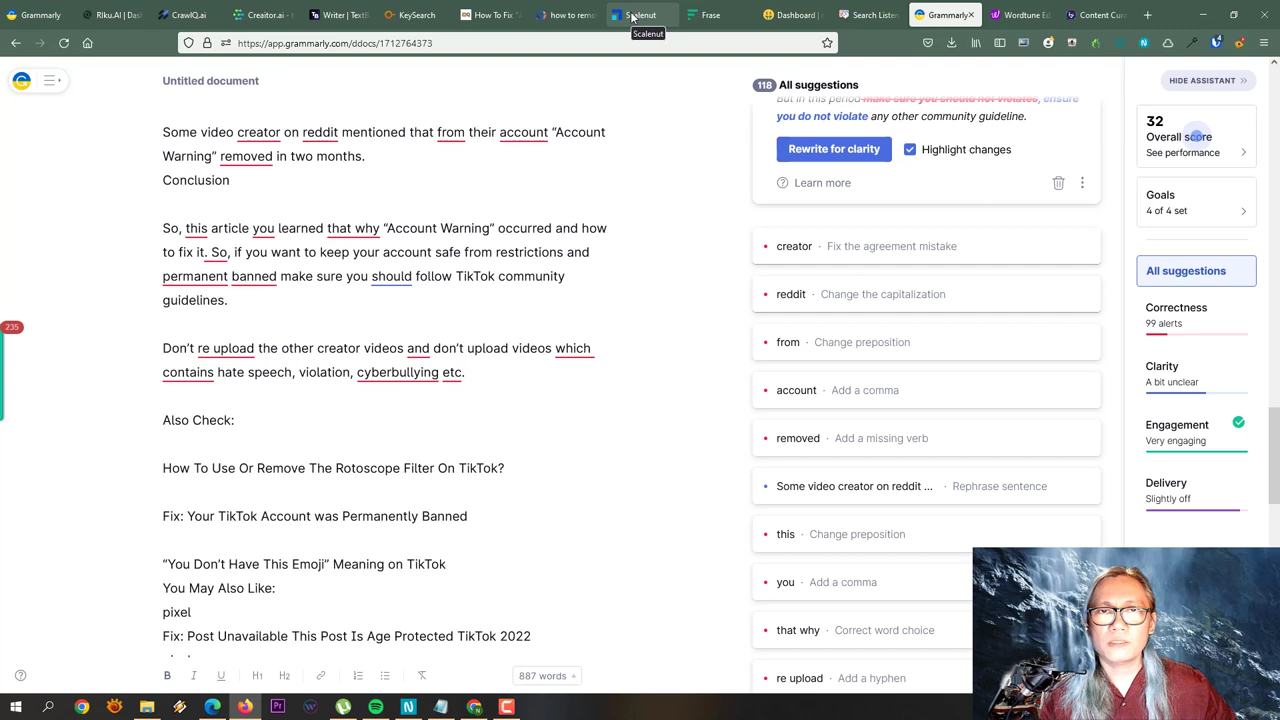 Grammarly
Riku.AI | Das
CrawlQ.ai
Creator.ai -
Writer | TextB
KeySearch
How To Fix "A
how to remo
Scalenut
Frase
Dashboard |
Search Listen
Grammarly
Wordtune Ed
Content Cura
Scalenut
https://app.grammarly.com/ddocs/1712764373
Untitled document
118 All suggestions
HIDE ASSISTANT
But in this period make sure you should not violates, ensure
you do not violate any other community guideline.
Rewrite for clarity
Highlight changes
Learn more
Some video creator on reddit mentioned that from their account “Account
Warning” removed in two months.
Conclusion
So, this article you learned that why “Account Warning” occurred and how
to fix it. So, if you want to keep your account safe from restrictions and
permanent banned make sure you should follow TikTok community
guidelines.
235
Don’t re upload the other creator videos and don’t upload videos which
contains hate speech, violation, cyberbullying etc.
Also Check:
How To Use Or Remove The Rotoscope Filter On TikTok?
Fix: Your TikTok Account was Permanently Banned
“You Don’t Have This Emoji” Meaning on TikTok
You May Also Like:
pixel
Fix: Post Unavailable This Post Is Age Protected TikTok 2022
creator · Fix the agreement mistake
reddit · Change the capitalization
from · Change preposition
account · Add a comma
removed · Add a missing verb
Some video creator on reddit ... · Rephrase sentence
this · Change preposition
you · Add a comma
that why · Correct word choice
re upload · Add a hyphen
32
Overall score
See performance
Goals
4 of 4 set
All suggestions
Correctness
99 alerts
Clarity
A bit unclear
Engagement
Very engaging
Delivery
Slightly off
B I U H1 H2
887 words